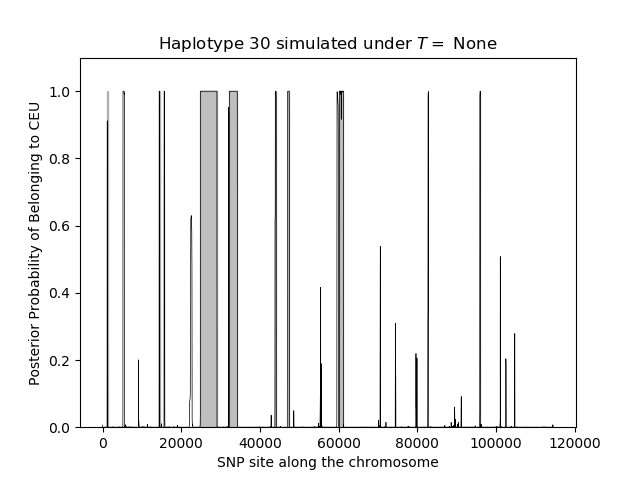 Haplotype 30 simulated under T = None
Posterior Probability of Belonging to CEU
1.0
0.8
0.6
0.4
0.2
0.0
0 20000 40000 60000 80000 100000 120000
SNP site along the chromosome